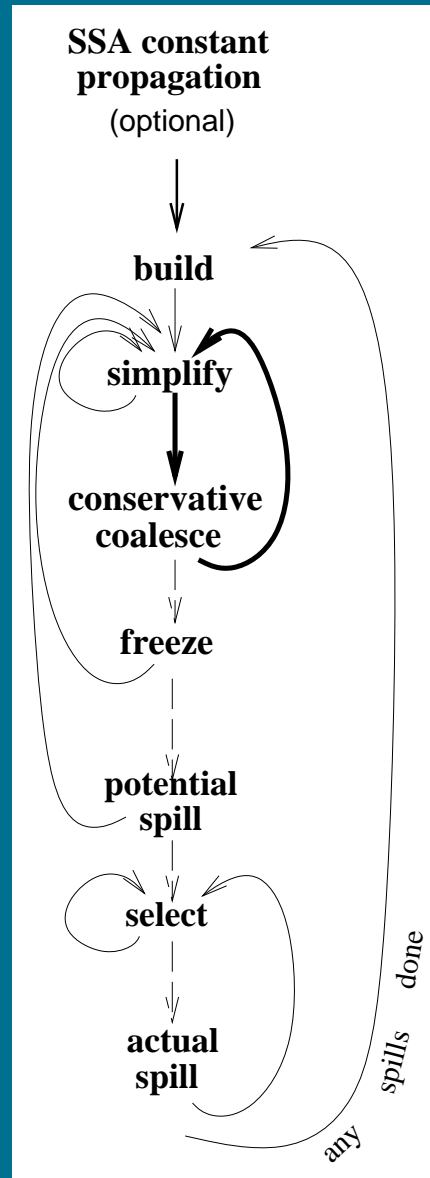 SSA constant
propagation
(optional)
build
simplify
conservative
coalesce
freeze
potential
spill
select
actual
spill
any spills done